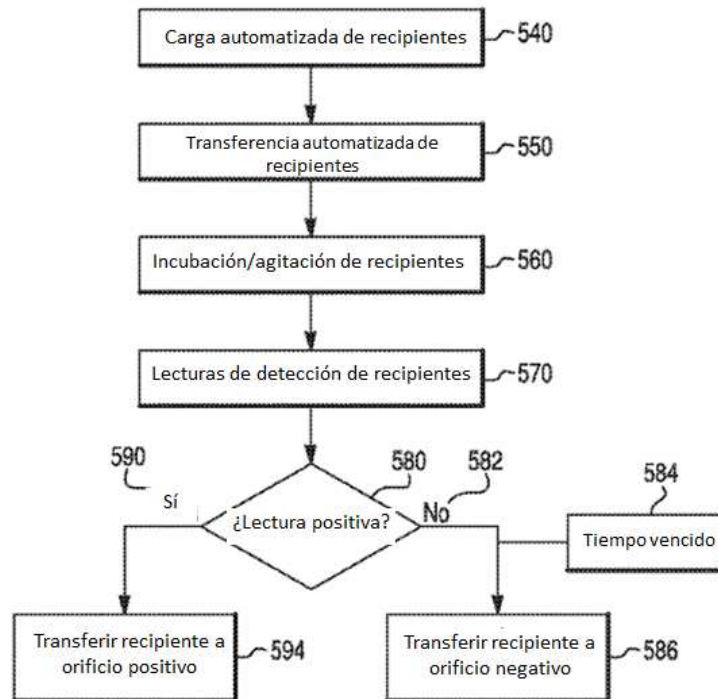 Carga automatizada de recipientes
540
Transferencia automatizada de
recipientes
550
Incubación/agitación de recipientes
560
Lecturas de detección de recipientes
570
590
Sí
¿Lectura positiva?
580
No
582
584
Tiempo vencido
Transferir recipiente a
orificio positivo
594
Transferir recipiente a
orificio negativo
586